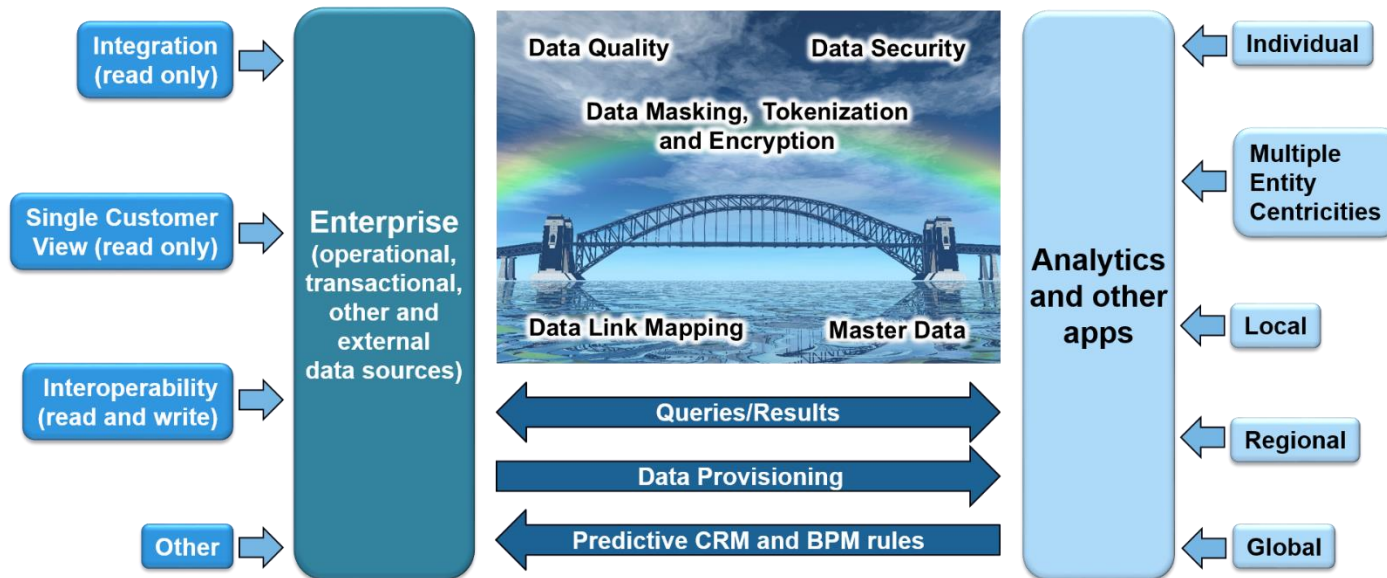 Integration
(read only)
Single Customer
View (read only)
Interoperability
(read and write)
Other
Enterprise
(operational,
transactional,
other and
external
data sources)
Data Quality
Data Security
Data Masking, Tokenization
and Encryption
Data Link Mapping
Master Data
Queries/Results
Data Provisioning
Predictive CRM and BPM rules
Analytics
and other
apps
Individual
Multiple
Entity
Centricities
Local
Regional
Global